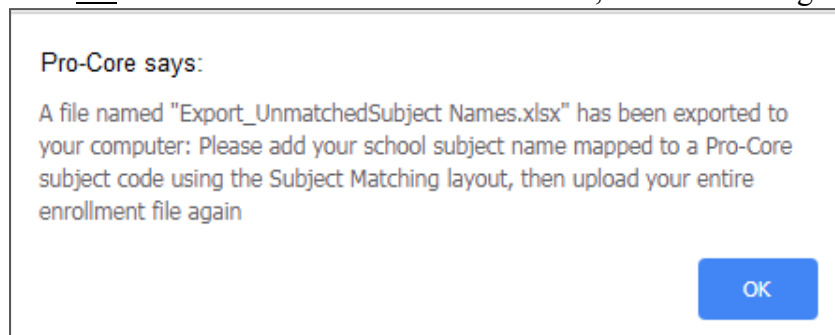 Pro-Core says:
A file named "Export_UnmatchedSubject Names.xlsx" has been exported to
your computer: Please add your school subject name mapped to a Pro-Core
subject code using the Subject Matching layout, then upload your entire
enrollment file again
OK